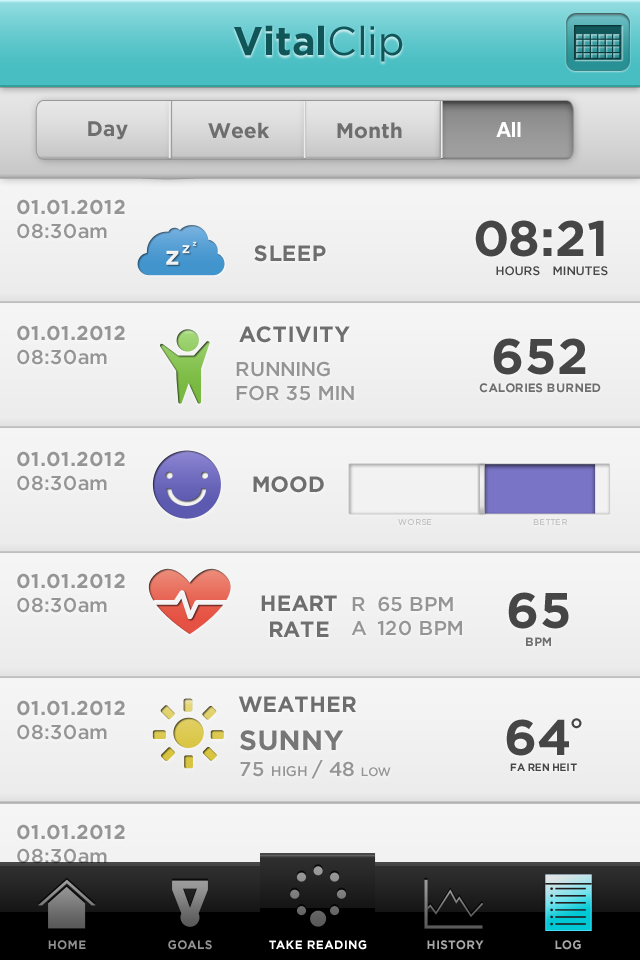 VitalClip
Day Week Month All
01.01.2012
08:30am
zzz
SLEEP
08:21
HOURS MINUTES
01.01.2012
08:30am
ACTIVITY
RUNNING
FOR 35 MIN
652
CALORIES BURNED
01.01.2012
08:30am
MOOD
WORSE BETTER
01.01.2012
08:30am
HEART
RATE
R 65 BPM
A 120 BPM
65
BPM
01.01.2012
08:30am
WEATHER
SUNNY
75 HIGH / 48 LOW
64°
FARENHEIT
01.01.2012
08:30am
HOME GOALS TAKE READING HISTORY LOG